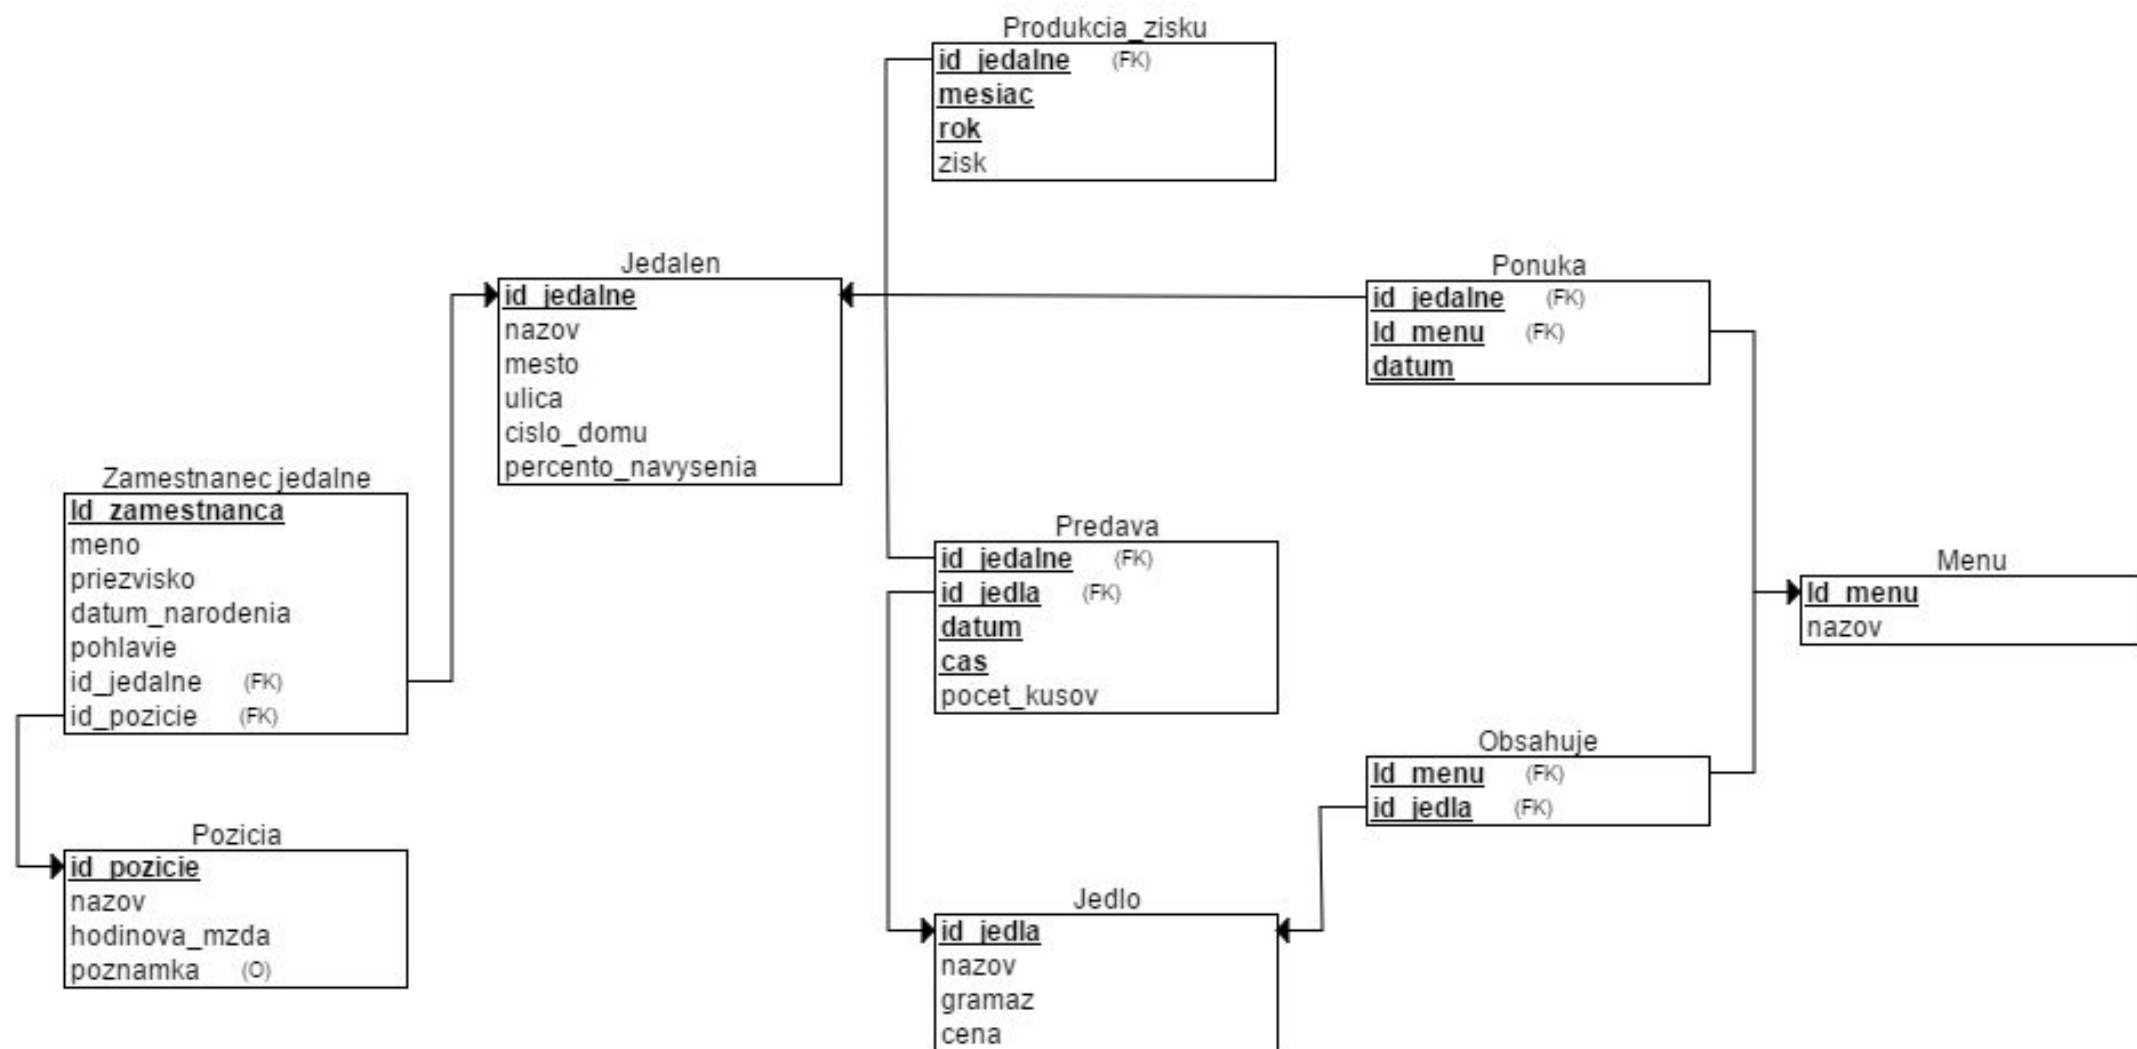 Produkcia_zisku
id_jedalne (FK)
mesiac
rok
zisk
Jedalen
id_jedalne
nazov
mesto
ulica
cislo_domu
percento_navysenia
Ponuka
id_jedalne (FK)
Id_menu (FK)
datum
Zamestnanec jedalne
Id_zamestnanca
meno
priezvisko
datum_narodenia
pohlavie
id_jedalne (FK)
id_pozicie (FK)
Predava
id_jedalne (FK)
id_jedla (FK)
datum
cas
pocet_kusov
Menu
Id_menu
nazov
Obsahuje
Id_menu (FK)
id_jedla (FK)
Pozicia
id_pozicie
nazov
hodinova_mzda
poznamka (O)
Jedlo
id_jedla
nazov
gramaz
cena